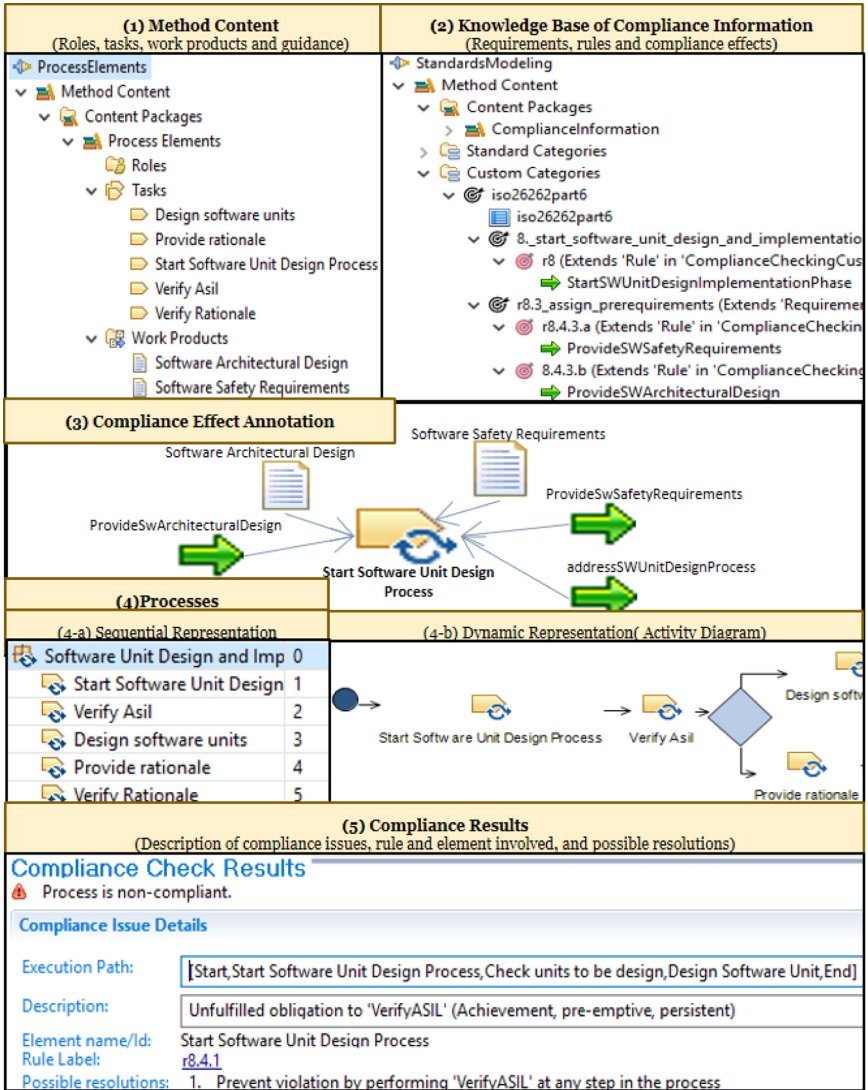 (1) Method Content
(Roles, tasks, work products and guidance)
ProcessElements
Method Content
Content Packages
Process Elements
Roles
Tasks
Design software units
Provide rationale
Start Software Unit Design Process
Verify Asil
Verify Rationale
Work Products
Software Architectural Design
Software Safety Requirements
(2) Knowledge Base of Compliance Information
(Requirements, rules and compliance effects)
StandardsModeling
Method Content
Content Packages
ComplianceInformation
Standard Categories
Custom Categories
iso26262part6
iso26262part6
8._start_software_unit_design_and_implementatio
r8 (Extends 'Rule' in 'ComplianceCheckingCus
StartSWUnitDesignImplementationPhase
r8.3_assign_prerequirements (Extends 'Requiremen
r8.4.3.a (Extends 'Rule' in 'ComplianceCheckin
ProvideSWSafetyRequirements
8.4.3.b (Extends 'Rule' in 'ComplianceChecking
ProvideSWArchitecturalDesign
(3) Compliance Effect Annotation
Software Architectural Design
Software Safety Requirements
ProvideSwArchitecturalDesign
ProvideSwSafetyRequirements
addressSWUnitDesignProcess
Start Software Unit Design
Process
(4)Processes
(4-a) Sequential Representation
Software Unit Design and Imp 0
Start Software Unit Design 1
Verify Asil 2
Design software units 3
Provide rationale 4
Verify Rationale 5
(4-b) Dynamic Representation( Activity Diagram)
Start Software Unit Design Process
Verify Asil
Design softw
Provide rationale
(5) Compliance Results
(Description of compliance issues, rule and element involved, and possible resolutions)
Compliance Check Results
Process is non-compliant.
Compliance Issue Details
Execution Path: [Start,Start Software Unit Design Process,Check units to be design,Design Software Unit,End]
Description: Unfulfilled obligation to 'VerifyASIL' (Achievement, pre-emptive, persistent)
Element name/Id: Start Software Unit Design Process
Rule Label: r8.4.1
Possible resolutions: 1. Prevent violation by performing 'VerifyASIL' at any step in the process